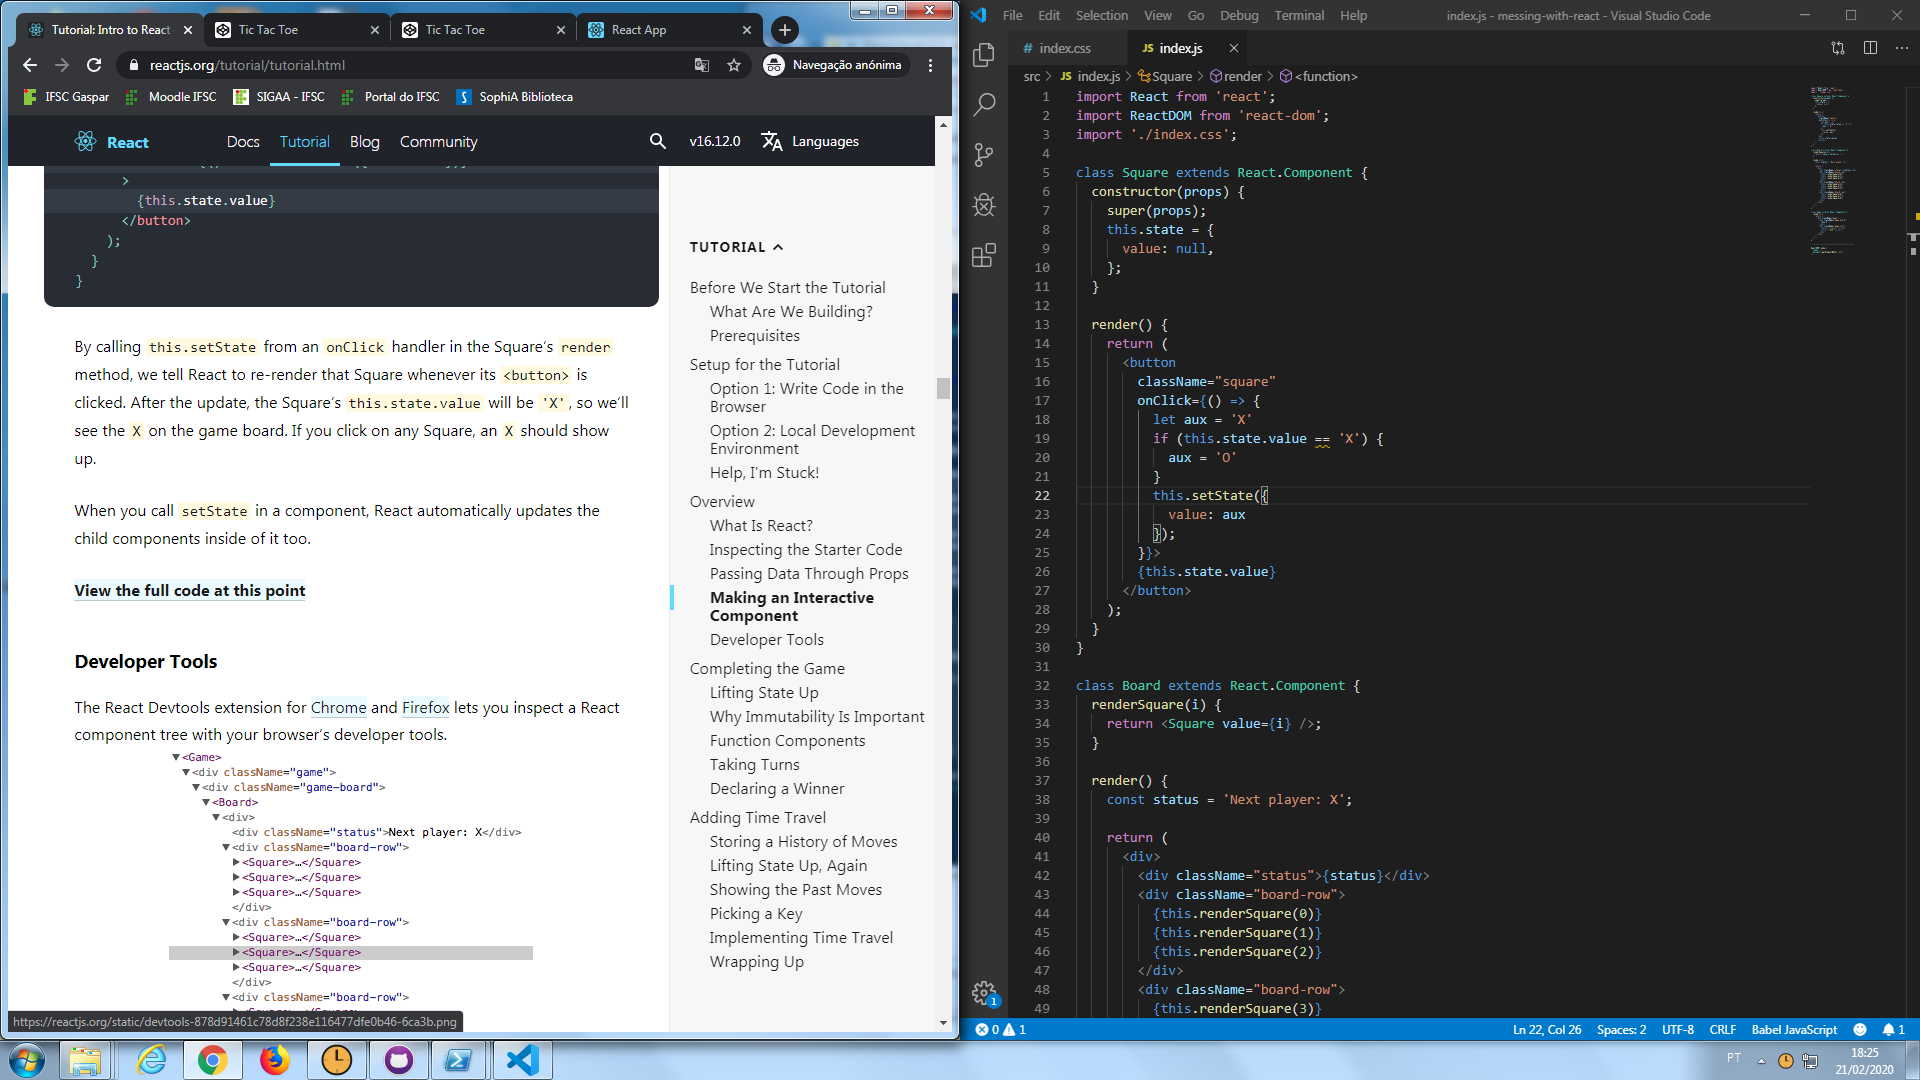 Tutorial: Intro to React
Tic Tac Toe
Tic Tac Toe
React App
reactjs.org/tutorial/tutorial.html
Navegação anónima
IFSC Gaspar
Moodle IFSC
SIGAA - IFSC
Portal do IFSC
SophiA Biblioteca
React
Docs
Tutorial
Blog
Community
v16.12.0
Languages
>
{this.state.value}
</button>
);
}
}
By calling this.setState from an onClick handler in the Square's render
method, we tell React to re-render that Square whenever its <button> is
clicked. After the update, the Square's this.state.value will be 'X', so we'll
see the X on the game board. If you click on any Square, an X should show
up.
When you call setState in a component, React automatically updates the
child components inside of it too.
View the full code at this point
Developer Tools
The React Devtools extension for Chrome and Firefox lets you inspect a React
component tree with your browser's developer tools.
▼<Game>
▼<div className="game">
▼<div className="game-board">
▼<Board>
▼<div>
<div className="status">Next player: X</div>
▼<div className="board-row">
▶<Square>…</Square>
▶<Square>…</Square>
▶<Square>…</Square>
</div>
▼<div className="board-row">
▶<Square>…</Square>
▶<Square>…</Square>
▶<Square>…</Square>
</div>
▼<div className="board-row">
https://reactjs.org/static/devtools-878d91461c78d8f238e116477dfe0b46-6ca3b.png
TUTORIAL
Before We Start the Tutorial
What Are We Building?
Prerequisites
Setup for the Tutorial
Option 1: Write Code in the
Browser
Option 2: Local Development
Environment
Help, I'm Stuck!
Overview
What Is React?
Inspecting the Starter Code
Passing Data Through Props
Making an Interactive
Component
Developer Tools
Completing the Game
Lifting State Up
Why Immutability Is Important
Function Components
Taking Turns
Declaring a Winner
Adding Time Travel
Storing a History of Moves
Lifting State Up, Again
Showing the Past Moves
Picking a Key
Implementing Time Travel
Wrapping Up
File Edit Selection View Go Debug Terminal Help
index.js - messing-with-react - Visual Studio Code
# index.css
JS index.js
src > JS index.js > Square > render > <function>
1 import React from 'react';
2 import ReactDOM from 'react-dom';
3 import './index.css';
4
5 class Square extends React.Component {
6 constructor(props) {
7 super(props);
8 this.state = {
9 value: null,
10 };
11 }
12
13 render() {
14 return (
15 <button
16 className="square"
17 onClick={() => {
18 let aux = 'X'
19 if (this.state.value == 'X') {
20 aux = 'O'
21 }
22 this.setState({
23 value: aux
24 });
25 }}>
26 {this.state.value}
27 </button>
28 );
29 }
30 }
31
32 class Board extends React.Component {
33 renderSquare(i) {
34 return <Square value={i} />;
35 }
36
37 render() {
38 const status = 'Next player: X';
39
40 return (
41 <div>
42 <div className="status">{status}</div>
43 <div className="board-row">
44 {this.renderSquare(0)}
45 {this.renderSquare(1)}
46 {this.renderSquare(2)}
47 </div>
48 <div className="board-row">
49 {this.renderSquare(3)}
1
0 1
Ln 22, Col 26
Spaces: 2
UTF-8
CRLF
Babel JavaScript
1
PT
18:25
21/02/2020